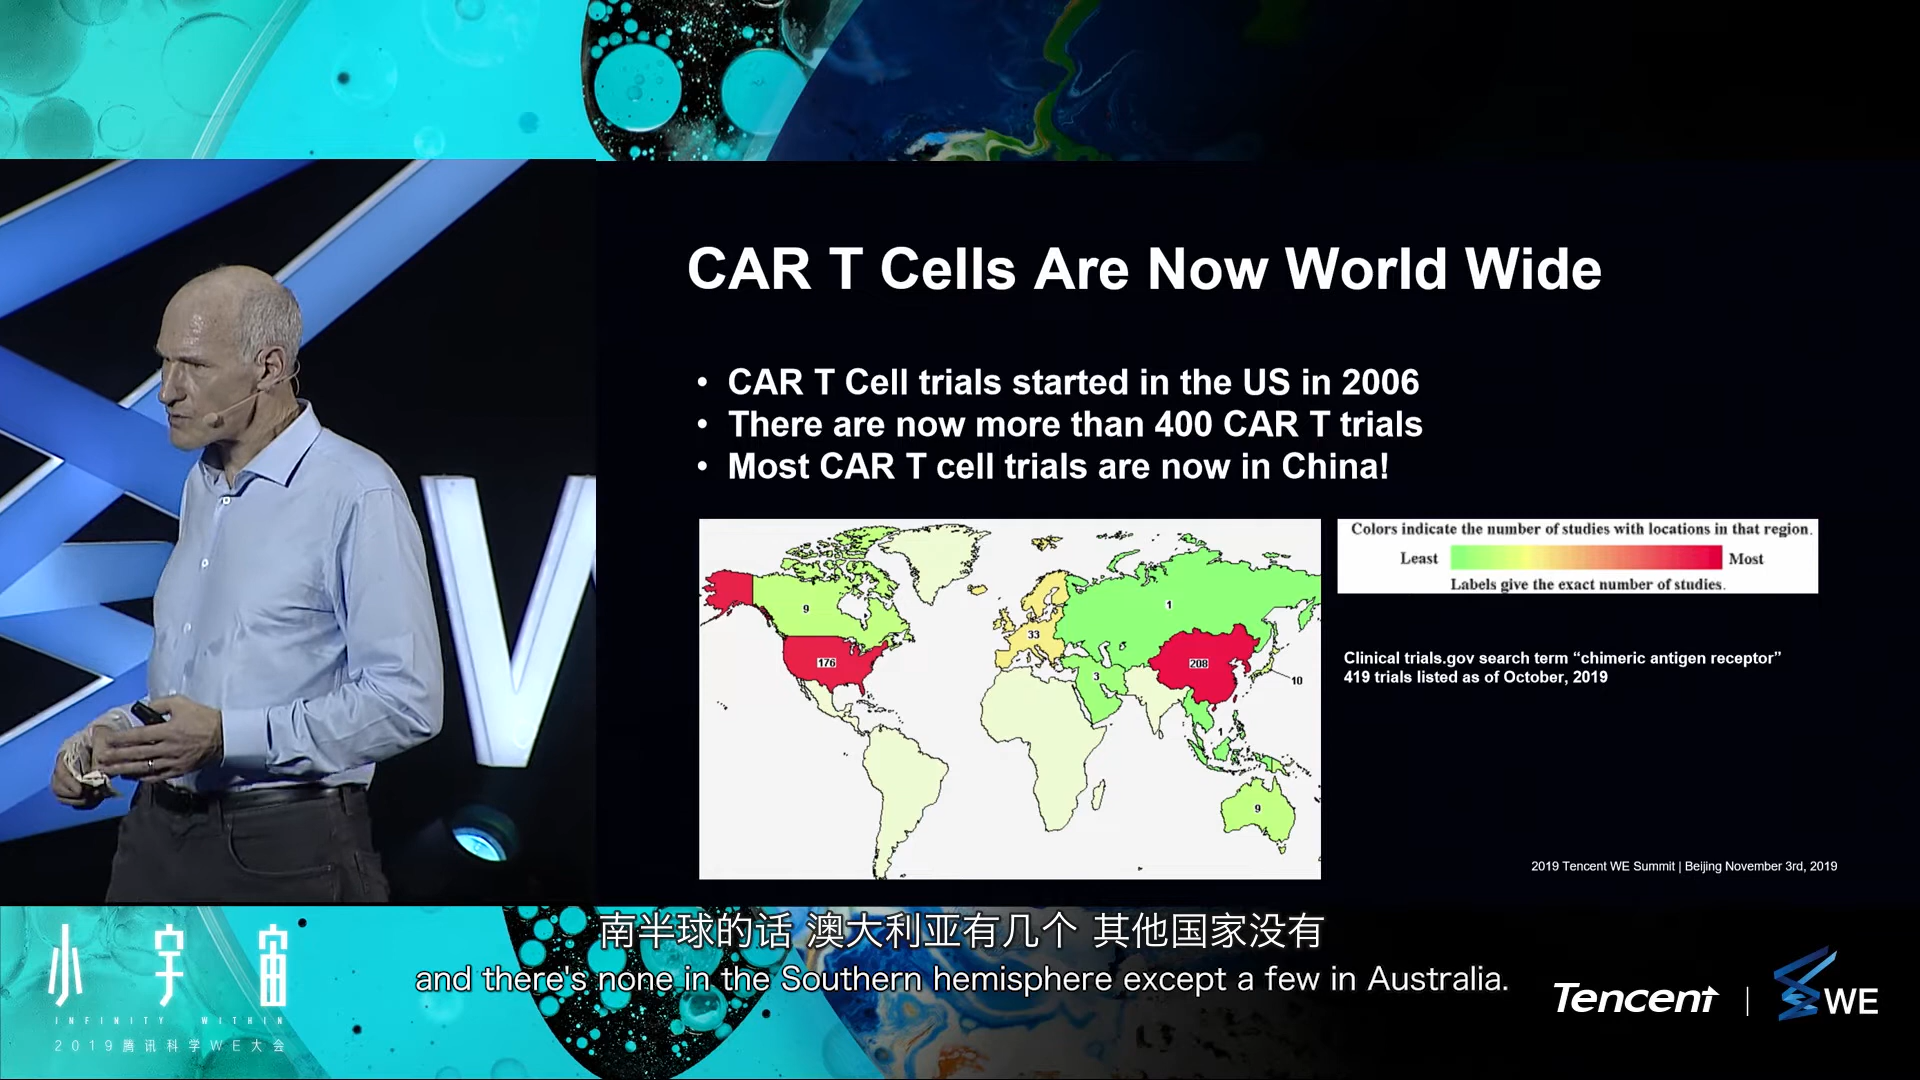 CAR T Cells Are Now World Wide
• CAR T Cell trials started in the US in 2006
• There are now more than 400 CAR T trials
• Most CAR T cell trials are now in China!
Colors indicate the number of studies with locations in that region.
Least
Most
Labels give the exact number of studies.
9
176
33
3
1
208
10
1
9
Clinical trials.gov search term “chimeric antigen receptor”
419 trials listed as of October, 2019
2019 Tencent WE Summit | Beijing November 3rd, 2019
W
南半球的话 澳大利亚有几个 其他国家没有
and there's none in the Southern hemisphere except a few in Australia.
小宇宙
INFINITY WITHIN
2019腾讯科学WE大会
Tencent | WE